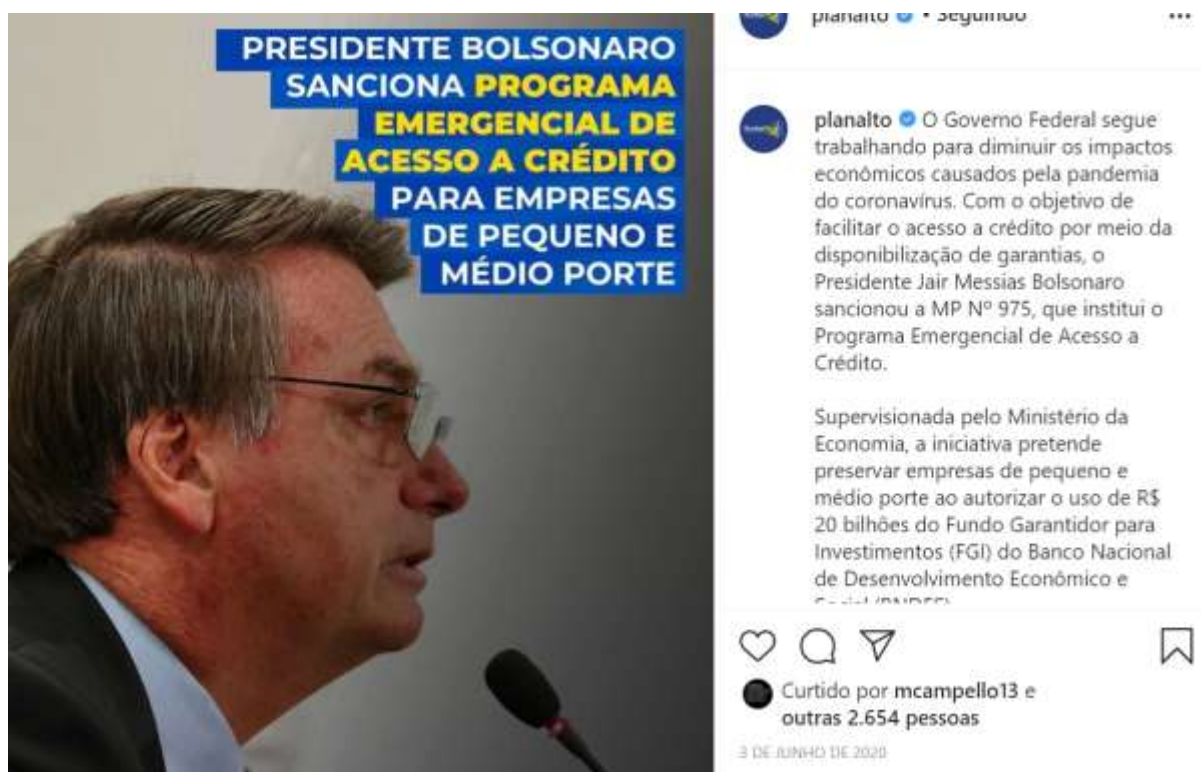 PRESIDENTE BOLSONARO
SANCIONA PROGRAMA
EMERGENCIAL DE
ACESSO A CRÉDITO
PARA EMPRESAS
DE PEQUENO E
MÉDIO PORTE
planalto • Seguindo
planalto O Governo Federal segue
trabalhando para diminuir os impactos
econômicos causados pela pandemia
do coronavírus. Com o objetivo de
facilitar o acesso a crédito por meio da
disponibilização de garantias, o
Presidente Jair Messias Bolsonaro
sancionou a MP Nº 975, que institui o
Programa Emergencial de Acesso a
Crédito.
Supervisionada pelo Ministério da
Economia, a iniciativa pretende
preservar empresas de pequeno e
médio porte ao autorizar o uso de R$
20 bilhões do Fundo Garantidor para
Investimentos (FGI) do Banco Nacional
de Desenvolvimento Econômico e
Social (BNDES)
Curtido por mcampello13 e
outras 2.654 pessoas
3 DE JUNHO DE 2020